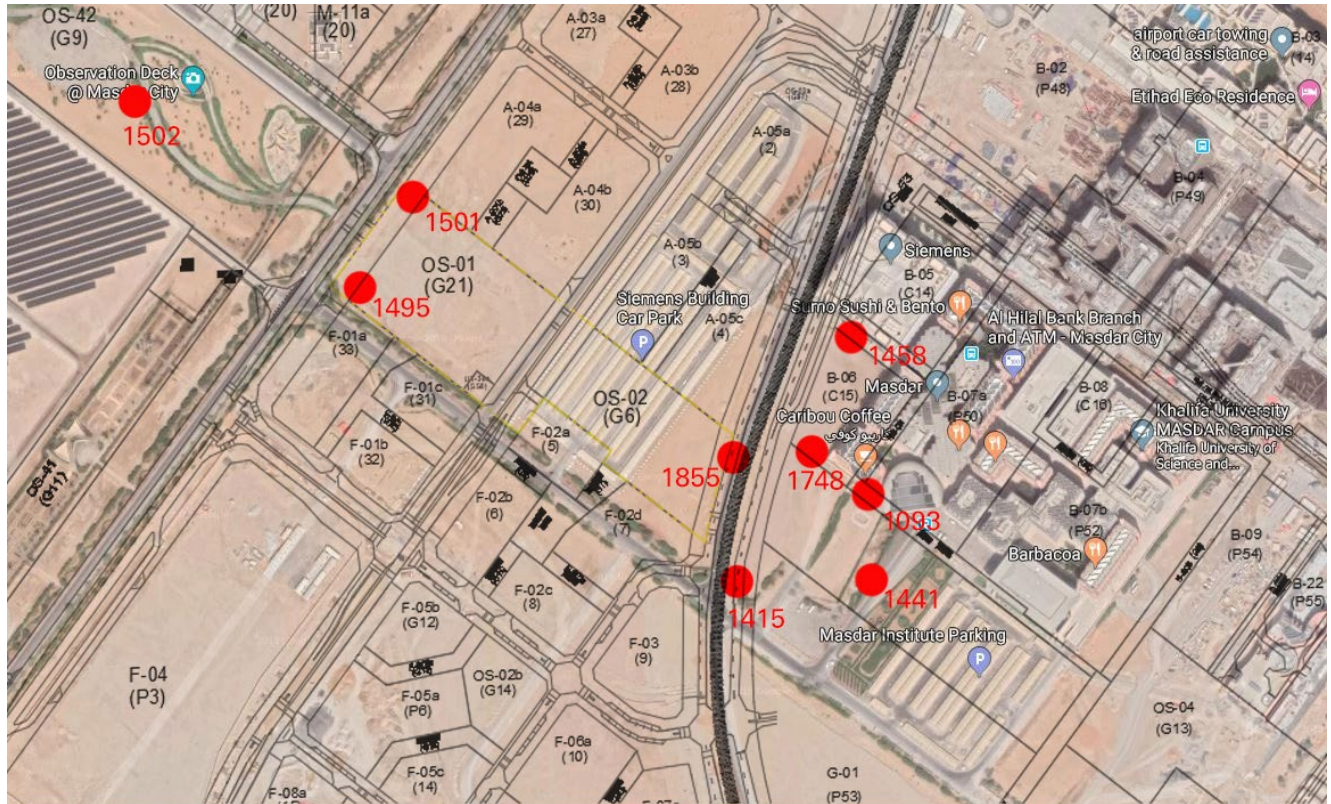 OS-42
(G9)
(20)
M-11a
(20)
A-03a
(27)
A-03b
(28)
airport car towing
& road assistance
B-03
B-02
(P48)
Etihad Eco Residence
Observation Deck
@ Masdar City
1502
A-04a
(29)
A-05a
(2)
A-04b
(30)
B-04
(P49)
1501
A-05b
(3)
Siemens
B-05
(C14)
OS-01
(G21)
1495
Siemens Building
Car Park
P
A-05c
(4)
Sumo Sushi & Bento
Al Hilal Bank Branch
and ATM - Masdar City
F-01a
(33)
1458
F-01c
(31)
OS-02
(G6)
B-06
(C15)
Masdar
B-07a
(P50)
B-08
(C16)
Caribou Coffee
كاريبو كوفي
Khalifa University
MASDAR Campus
Khalifa University of
Science and...
F-01b
(32)
F-02a
(5)
1855
1748
1093
F-02b
(6)
F-02d
(7)
B-07b
(P52)
Barbacoa
B-09
(P54)
F-02c
(8)
1415
1441
B-22
(P55)
F-05b
(G12)
Masdar Institute Parking
P
F-03
(9)
F-04
(P3)
OS-02b
(G14)
F-05a
(P6)
OS-04
(G13)
F-06a
(10)
F-05c
(14)
G-01
(P53)
F-08a